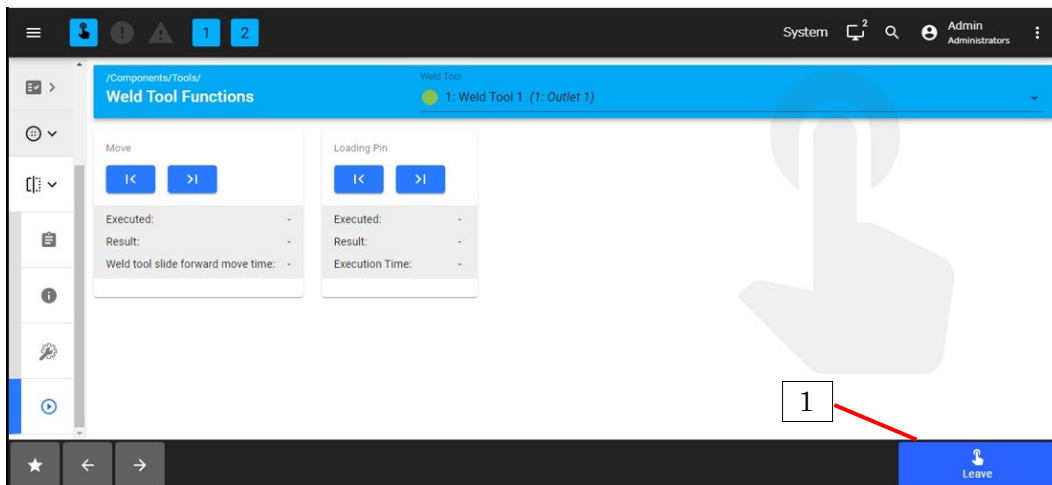 1 2 System 2 Admin
Administrators
/Components/Tools/
Weld Tool Functions
Weld Tool
1: Weld Tool 1 (1: Outlet 1)
Move
Executed: -
Result: -
Weld tool slide forward move time: -
Loading Pin
Executed: -
Result: -
Execution Time: -
1
Leave